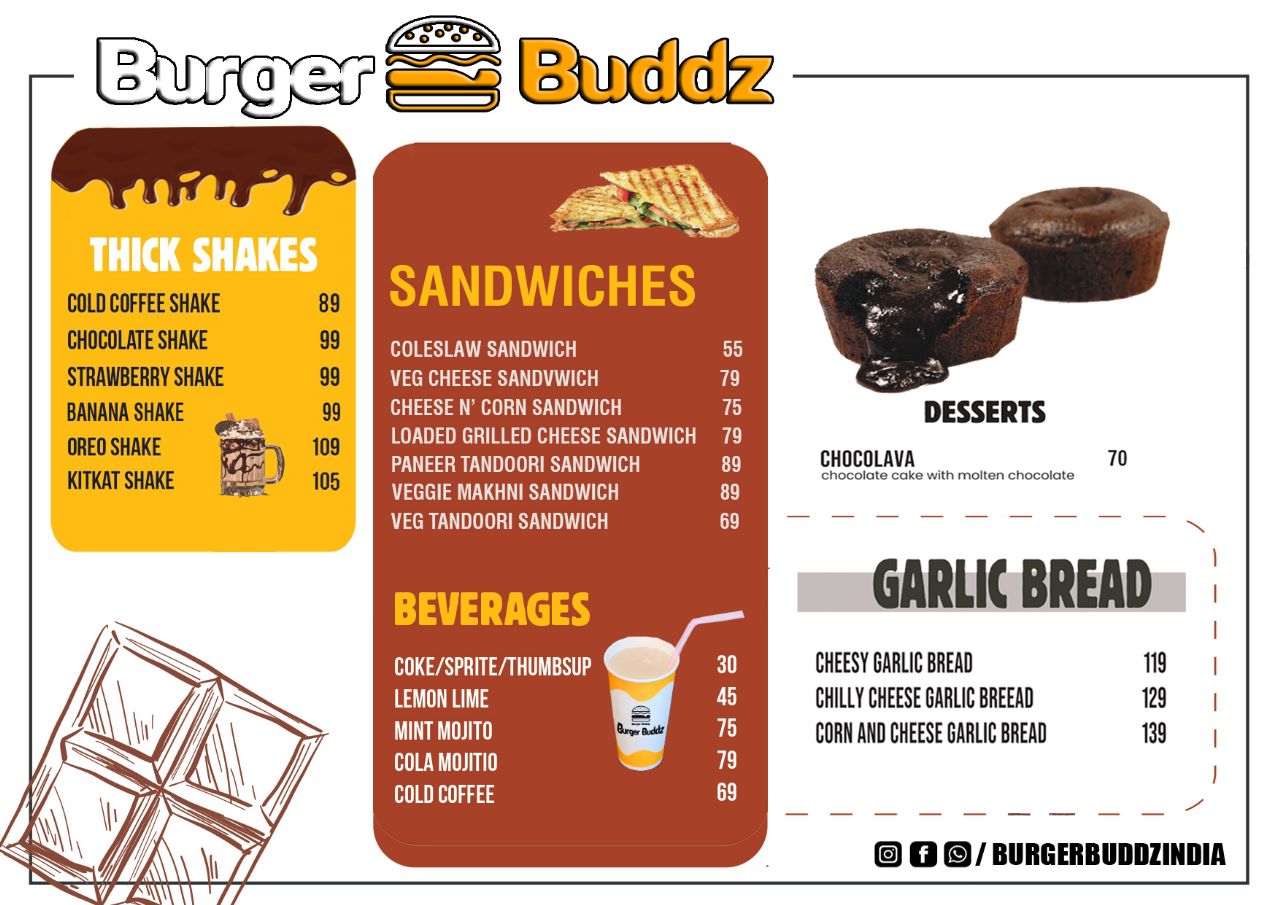 Burger Buddz
THICK SHAKES
COLD COFFEE SHAKE 89
CHOCOLATE SHAKE 99
STRAWBERRY SHAKE 99
BANANA SHAKE 99
OREO SHAKE 109
KITKAT SHAKE 105
SANDWICHES
COLESLAW SANDWICH 55
VEG CHEESE SANDVWICH 79
CHEESE N' CORN SANDWICH 75
LOADED GRILLED CHEESE SANDWICH 79
PANEER TANDOORI SANDWICH 89
VEGGIE MAKHNI SANDWICH 89
VEG TANDOORI SANDWICH 69
BEVERAGES
COKE/SPRITE/THUMBSUP 30
LEMON LIME 45
MINT MOJITO 75
COLA MOJITIO 79
COLD COFFEE 69
Burger Buddz
DESSERTS
CHOCOLAVA 70
chocolate cake with molten chocolate
GARLIC BREAD
CHEESY GARLIC BREAD 119
CHILLY CHEESE GARLIC BREEAD 129
CORN AND CHEESE GARLIC BREAD 139
/ BURGERBUDDZINDIA